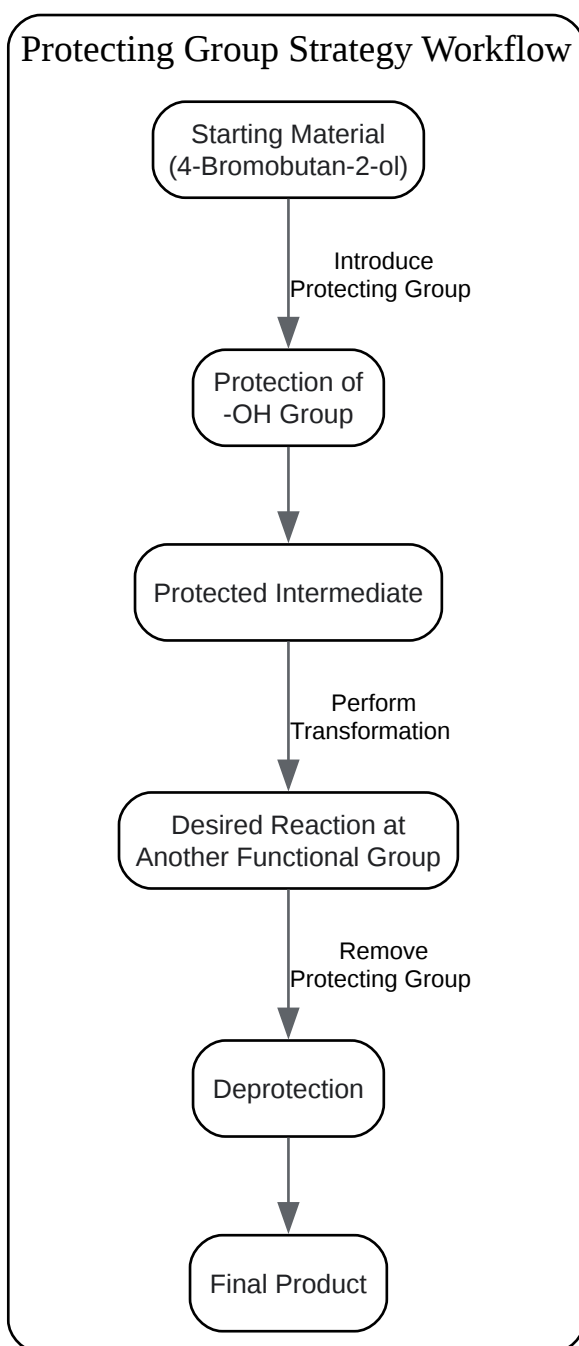 Protecting Group Strategy Workflow
Starting Material
(4-Bromobutan-2-ol)
Introduce
Protecting Group
Protection of
-OH Group
Protected Intermediate
Perform
Transformation
Desired Reaction at
Another Functional Group
Remove
Protecting Group
Deprotection
Final Product